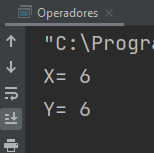 Operadores
"C:\Progra
X= 6
Y= 6